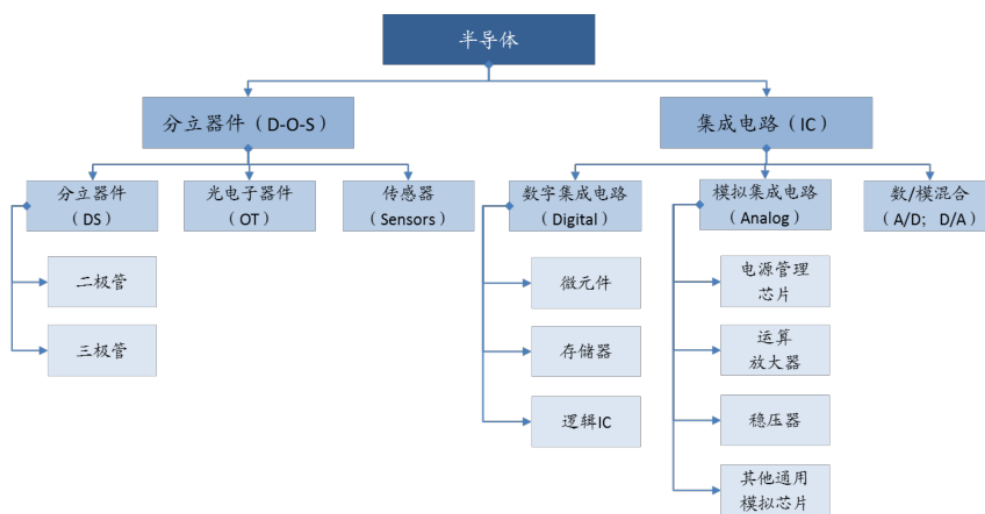 半导体
分立器件（D-O-S）
集成电路（IC）
分立器件
（DS）
光电子器件
（OT）
传感器
（Sensors）
数字集成电路
（Digital）
模拟集成电路
（Analog）
数/模混合
（A/D；D/A）
二极管
三极管
微元件
存储器
逻辑IC
电源管理
芯片
运算
放大器
稳压器
其他通用
模拟芯片